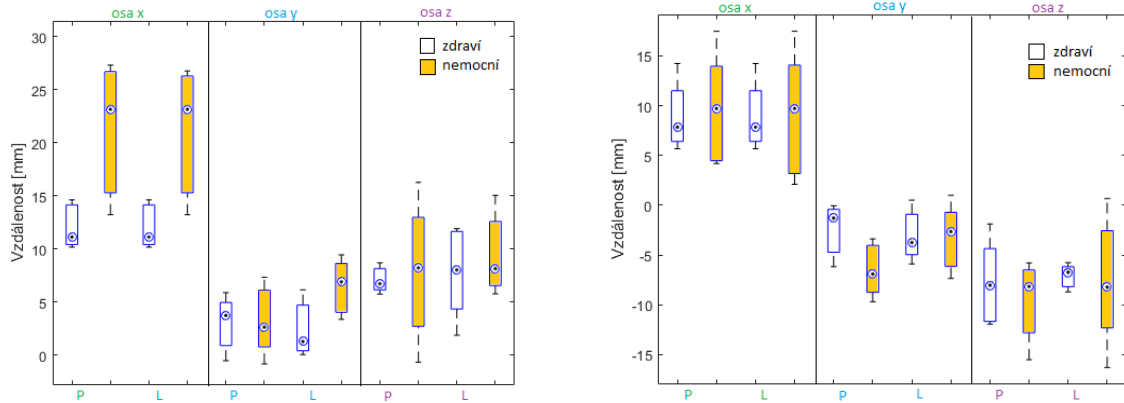 osa x osa y osa z
30
25
20
15
10
5
0
Vzdálenost [mm]
zdraví
nemocní
P L P L P L
osa x osa y osa z
15
10
5
0
-5
-10
-15
Vzdálenost [mm]
zdraví
nemocní
P L P L P L